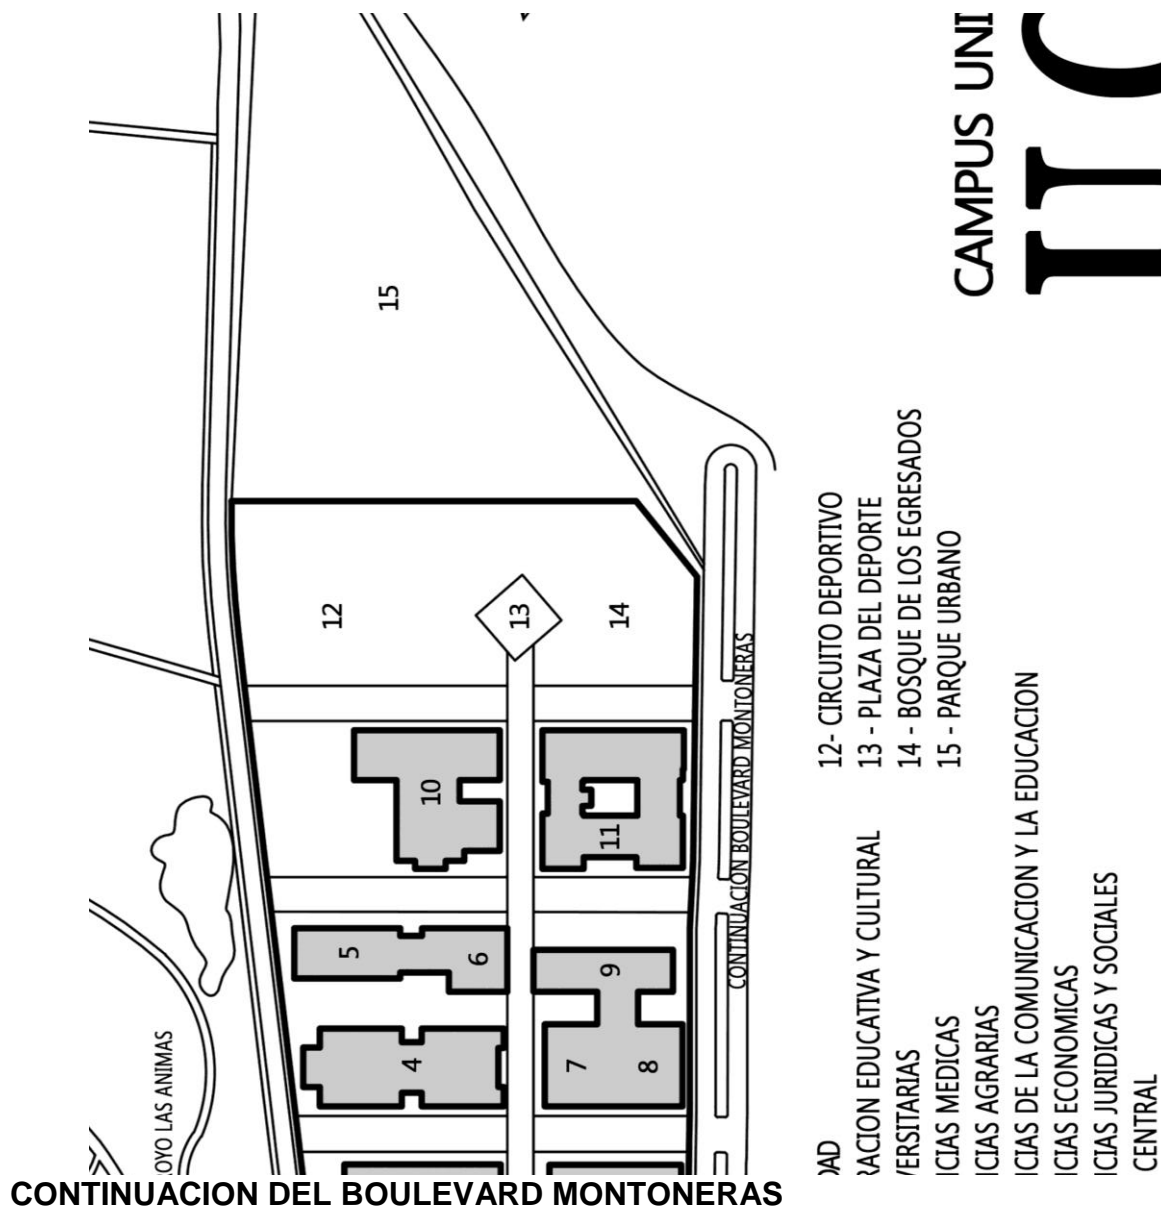 CAMPUS UNI
12- CIRCUITO DEPORTIVO
13 - PLAZA DEL DEPORTE
14 - BOSQUE DE LOS EGRESADOS
15 - PARQUE URBANO
DAD
RACION EDUCATIVA Y CULTURAL
VERSITARIAS
ICIAS MEDICAS
ICIAS AGRARIAS
ICIAS DE LA COMUNICACION Y LA EDUCACION
ICIAS ECONOMICAS
ICIAS JURIDICAS Y SOCIALES
CENTRAL
15
12
13
14
10
11
5
6
9
4
7
8
CONTINUACION BOULEVARD MONTONERAS
OYO LAS ANIMAS
CONTINUACION DEL BOULEVARD MONTONERAS